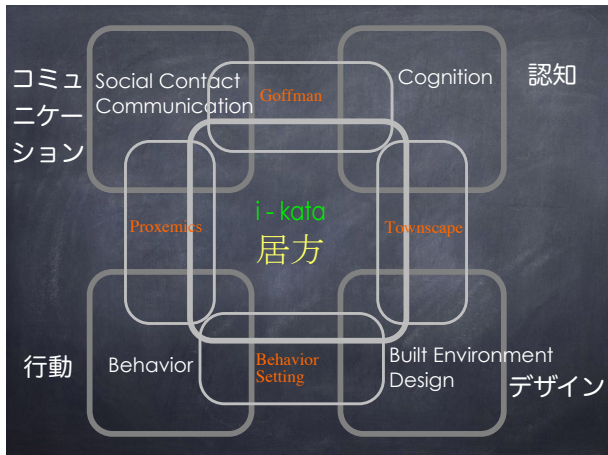 コミュ
ニケー
ション
Social Contact
Communication
Goffman
Cognition
認知
Proxemics
i-kata
居方
Townscape
行動
Behavior
Behavior
Setting
Built Environment
Design
デザイン